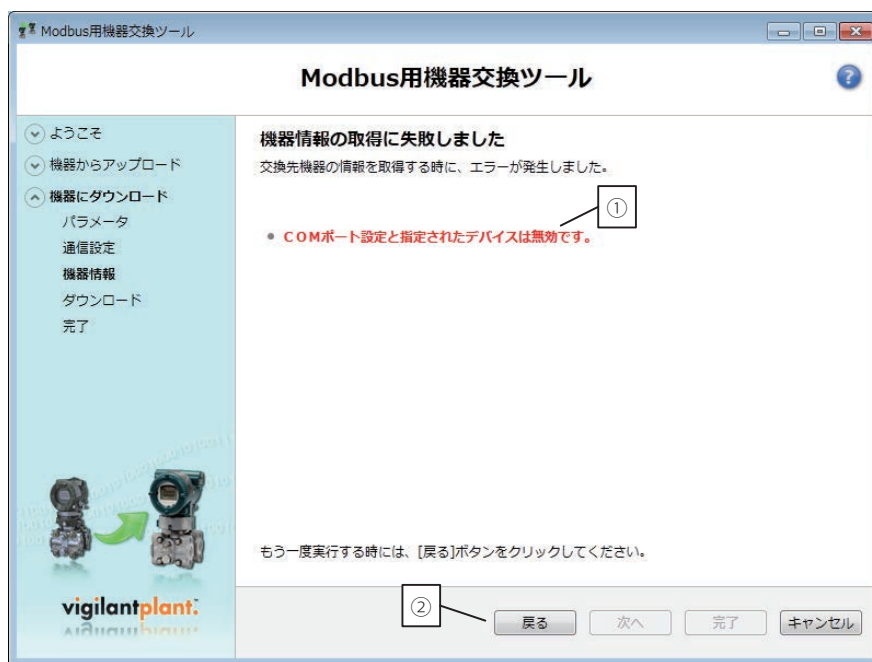 Modbus用機器交換ツール
Modbus用機器交換ツール
?
ようこそ
機器からアップロード
機器にダウンロード
パラメータ
通信設定
機器情報
ダウンロード
完了
機器情報の取得に失敗しました
交換先機器の情報を取得する時に、エラーが発生しました。
①
• COMポート設定と指定されたデバイスは無効です。
もう一度実行する時には、[戻る]ボタンをクリックしてください。
vigilantplant.
②
戻る
次へ
完了
キャンセル